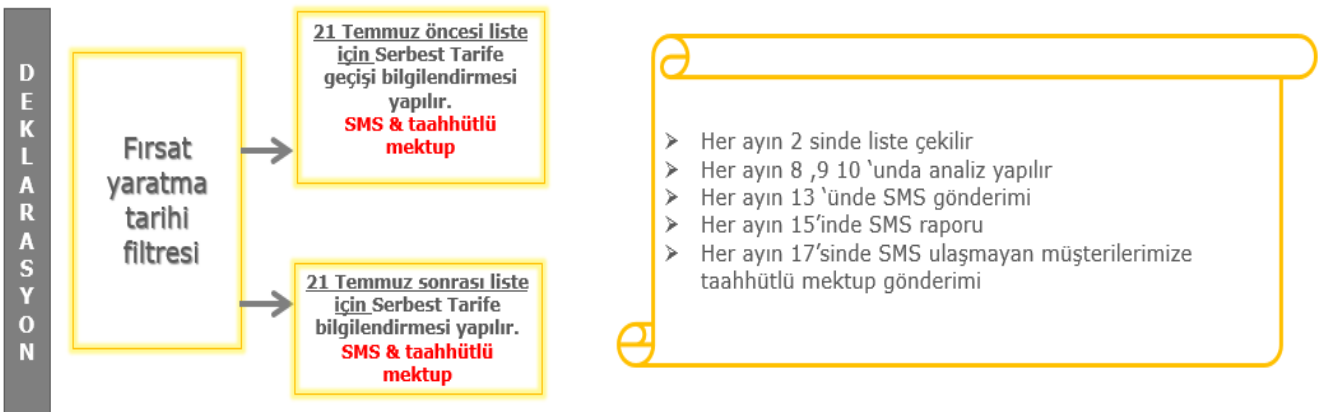 DEKLARASYON
Fırsat
yaratma
tarihi
filtresi
21 Temmuz öncesi liste
için Serbest Tarife
geçişi bilgilendirmesi
yapılır.
SMS & taahhütlü
mektup
21 Temmuz sonrası liste
için Serbest Tarife
bilgilendirmesi yapılır.
SMS & taahhütlü
mektup
➢ Her ayın 2 sinde liste çekilir
➢ Her ayın 8 ,9 10 ‘unda analiz yapılır
➢ Her ayın 13 ‘ünde SMS gönderimi
➢ Her ayın 15’inde SMS raporu
➢ Her ayın 17’sinde SMS ulaşmayan müşterilerimize
taahhütlü mektup gönderimi